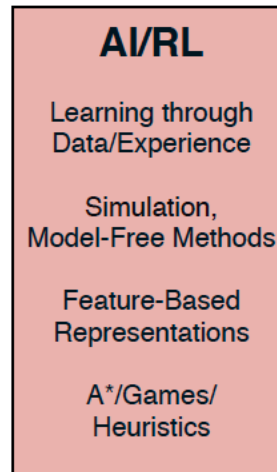 AI/RL
Learning through
Data/Experience
Simulation,
Model-Free Methods
Feature-Based
Representations
A*/Games/
Heuristics